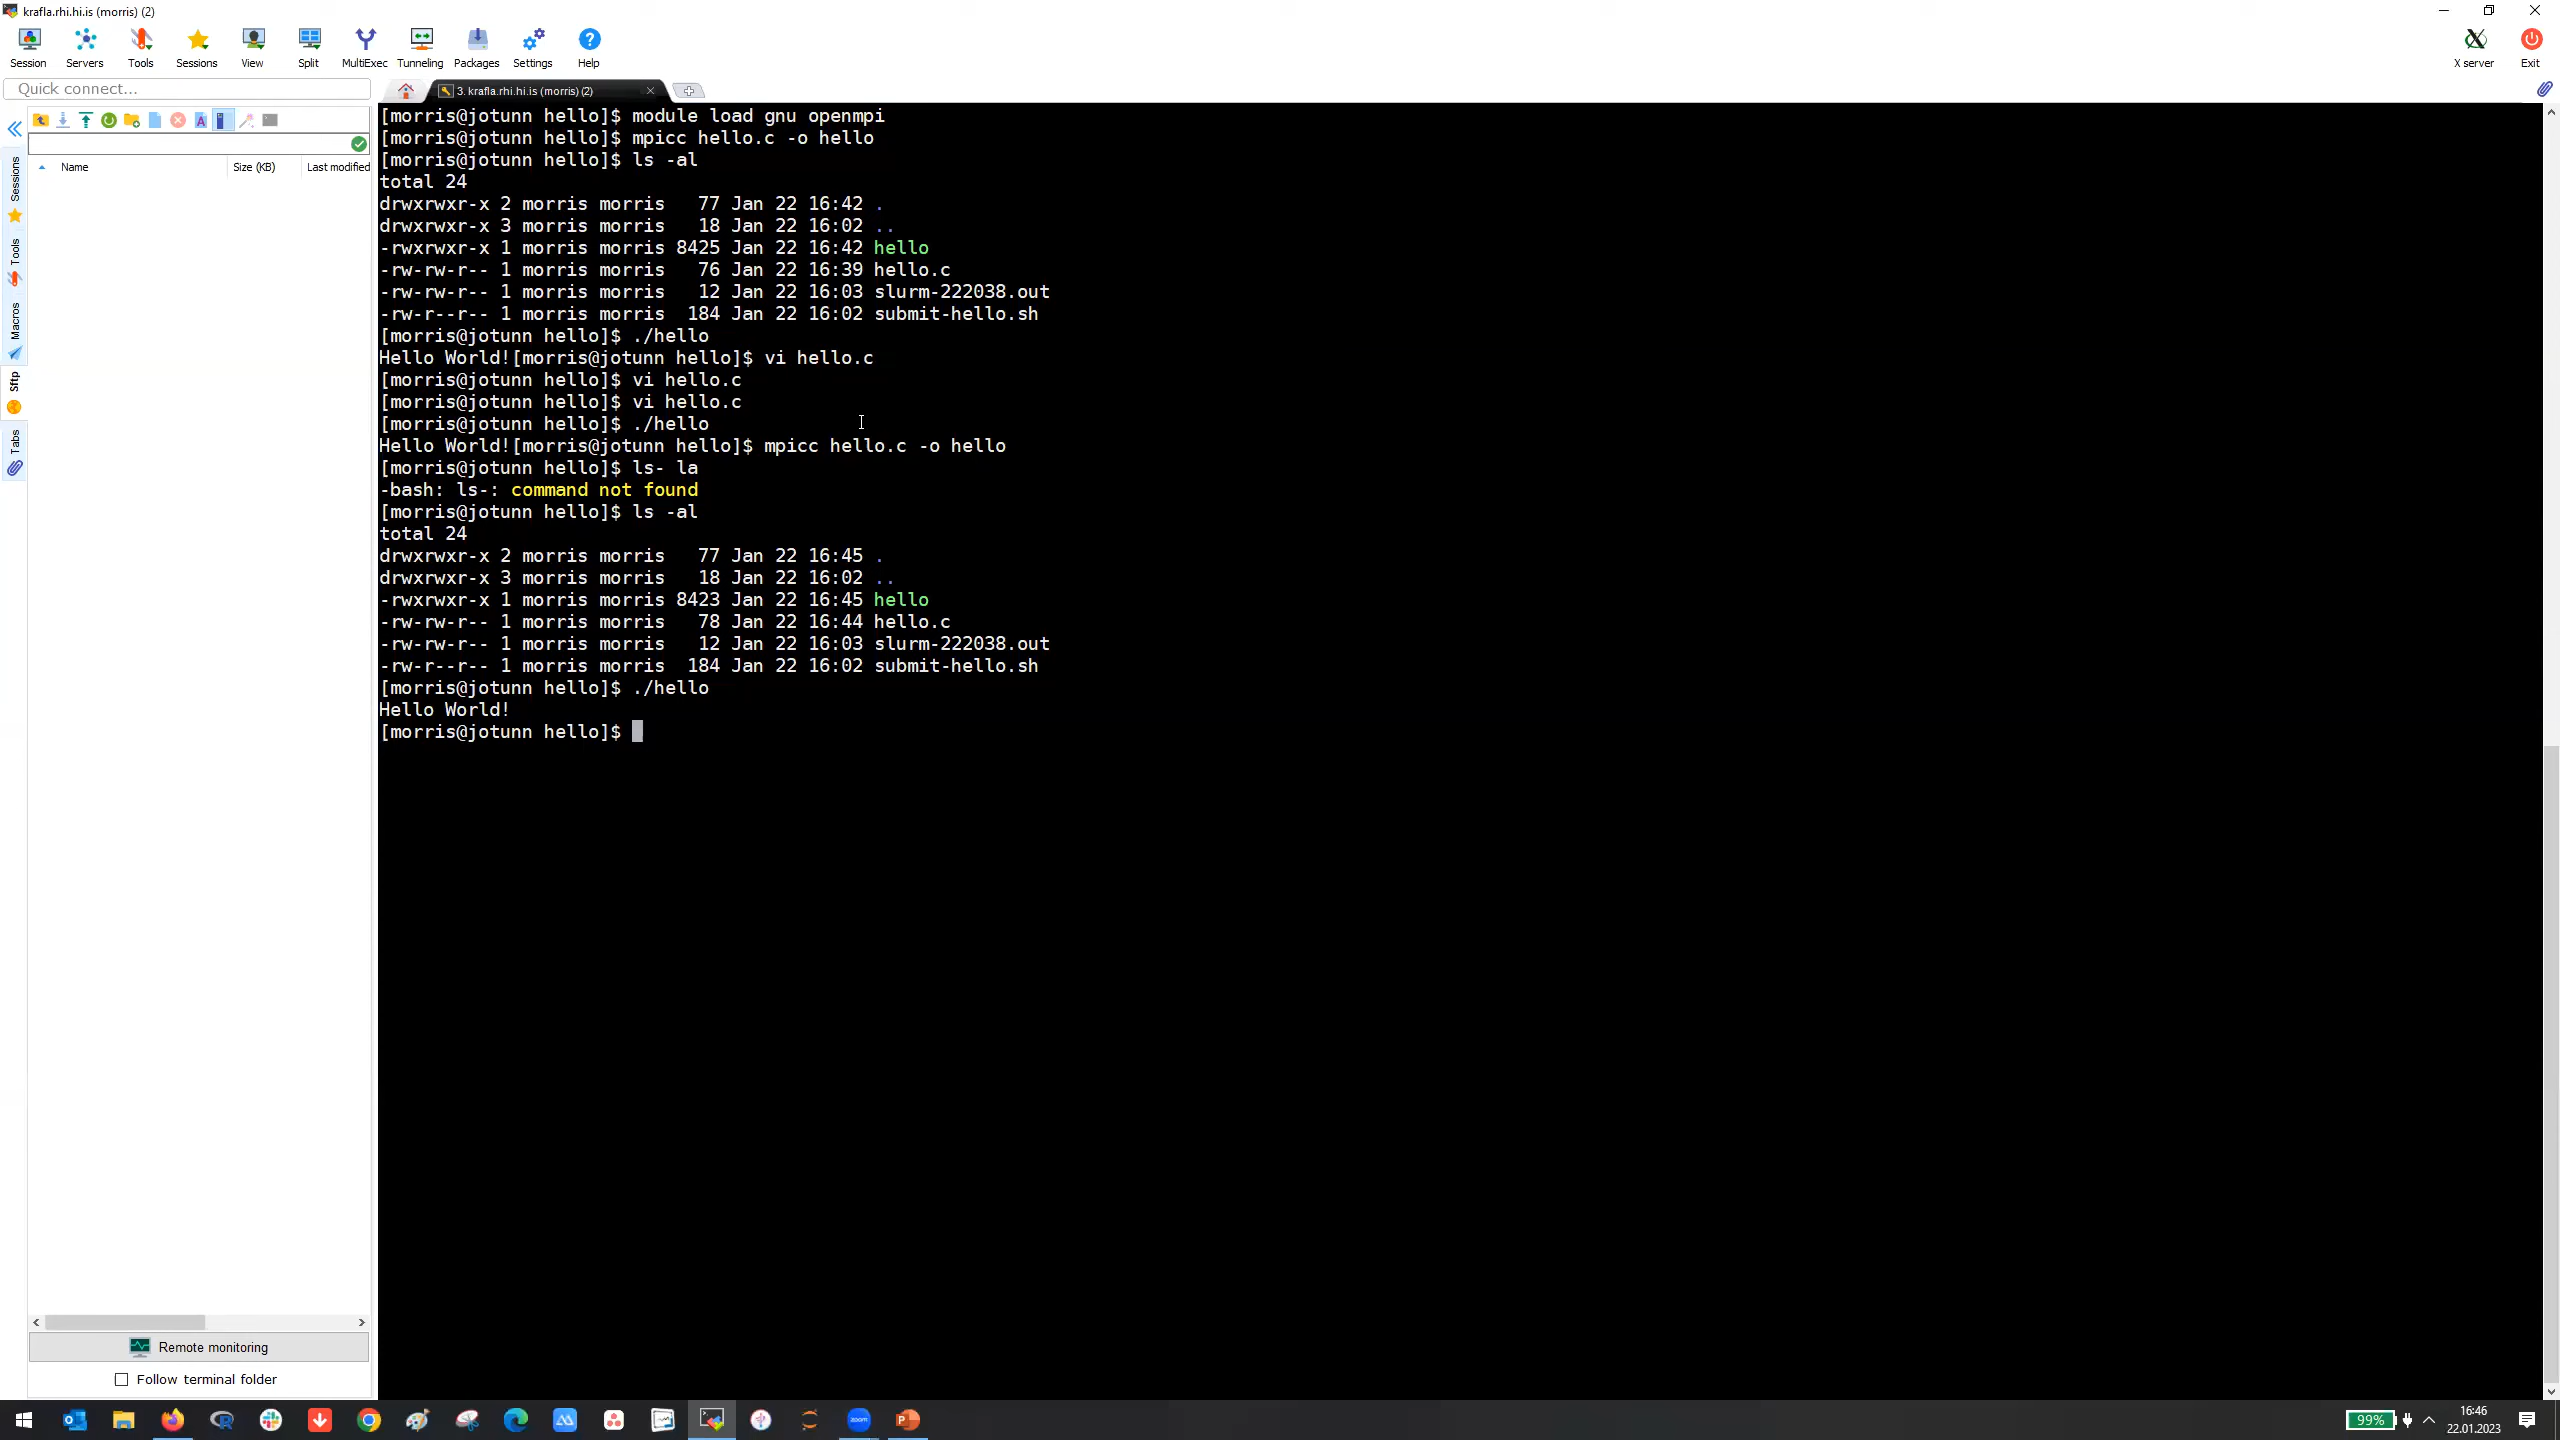 krafla.rhi.hi.is (morris) (2)
Session Servers Tools Sessions View Split MultiExec Tunneling Packages Settings Help X server Exit
Quick connect...
3. krafla.rhi.hi.is (morris) (2)
Name Size (KB) Last modified
Sessions
Tools
Macros
Sftp
Tabs
[morris@jotunn hello]$ module load gnu openmpi
[morris@jotunn hello]$ mpicc hello.c -o hello
[morris@jotunn hello]$ ls -al
total 24
drwxrwxr-x 2 morris morris   77 Jan 22 16:42 .
drwxrwxr-x 3 morris morris   18 Jan 22 16:02 ..
-rwxrwxr-x 1 morris morris 8425 Jan 22 16:42 hello
-rw-rw-r-- 1 morris morris   76 Jan 22 16:39 hello.c
-rw-rw-r-- 1 morris morris   12 Jan 22 16:03 slurm-222038.out
-rw-r--r-- 1 morris morris  184 Jan 22 16:02 submit-hello.sh
[morris@jotunn hello]$ ./hello
Hello World![morris@jotunn hello]$ vi hello.c
[morris@jotunn hello]$ vi hello.c
[morris@jotunn hello]$ vi hello.c
[morris@jotunn hello]$ ./hello
Hello World![morris@jotunn hello]$ mpicc hello.c -o hello
[morris@jotunn hello]$ ls- la
-bash: ls-: command not found
[morris@jotunn hello]$ ls -al
total 24
drwxrwxr-x 2 morris morris   77 Jan 22 16:45 .
drwxrwxr-x 3 morris morris   18 Jan 22 16:02 ..
-rwxrwxr-x 1 morris morris 8423 Jan 22 16:45 hello
-rw-rw-r-- 1 morris morris   78 Jan 22 16:44 hello.c
-rw-rw-r-- 1 morris morris   12 Jan 22 16:03 slurm-222038.out
-rw-r--r-- 1 morris morris  184 Jan 22 16:02 submit-hello.sh
[morris@jotunn hello]$ ./hello
Hello World!
[morris@jotunn hello]$
Remote monitoring
Follow terminal folder
zoom
99%
16:46
22.01.2023